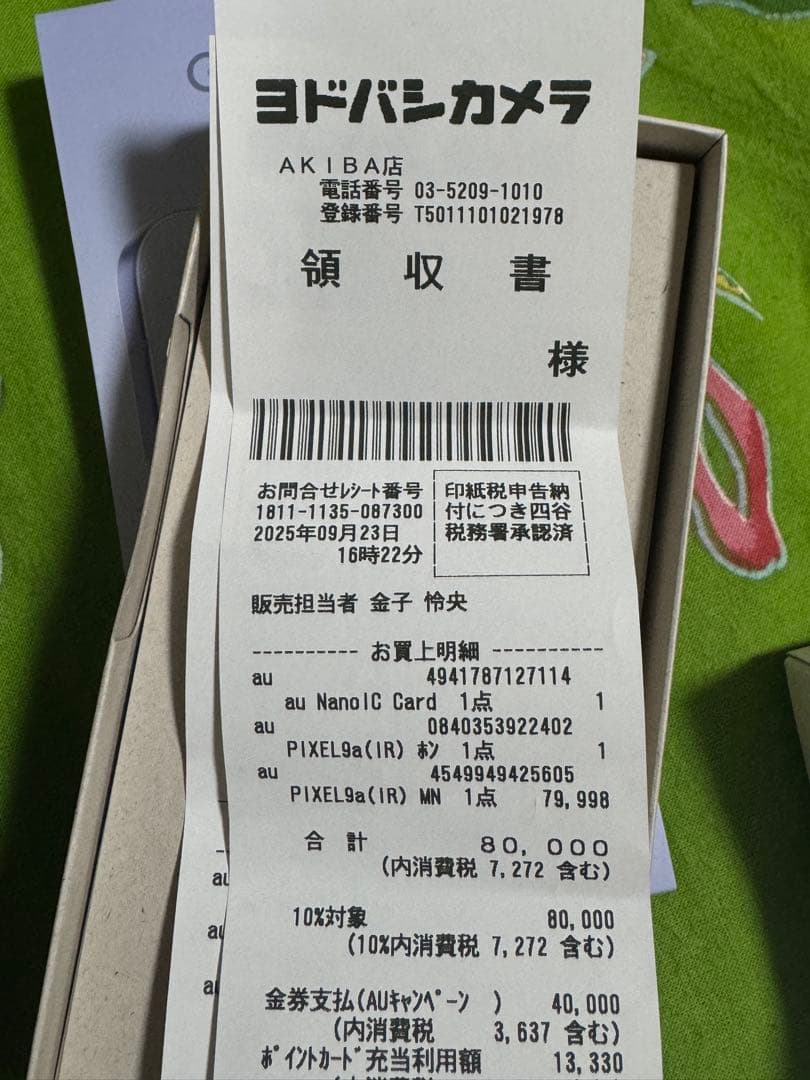 G
ヨドバシカメラ
AKIBA店
電話番号 03-5209-1010
登録番号 T5011101021978
領 収 書
様
お問合せﾚｼｰﾄ番号
1811-1135-087300
2025年09月23日
16時22分
印紙税申告納
付につき四谷
税務署承認済
販売担当者 金子 怜央
---------- お買上明細 ----------
au 4941787127114
au NanoIC Card 1点 1
au 0840353922402
PIXEL9a(IR) ﾎﾝ 1点 1
au 4549949425605
PIXEL9a(IR) MN 1点 79,998
合 計 80,000
(内消費税 7,272 含む)
10%対象 80,000
(10%内消費税 7,272 含む)
金券支払(AUｷｬﾝﾍﾟｰﾝ ) 40,000
(内消費税 3,637 含む)
ﾎﾟｲﾝﾄｶｰﾄﾞ充当利用額 13,330
(内消費税
au
au
au